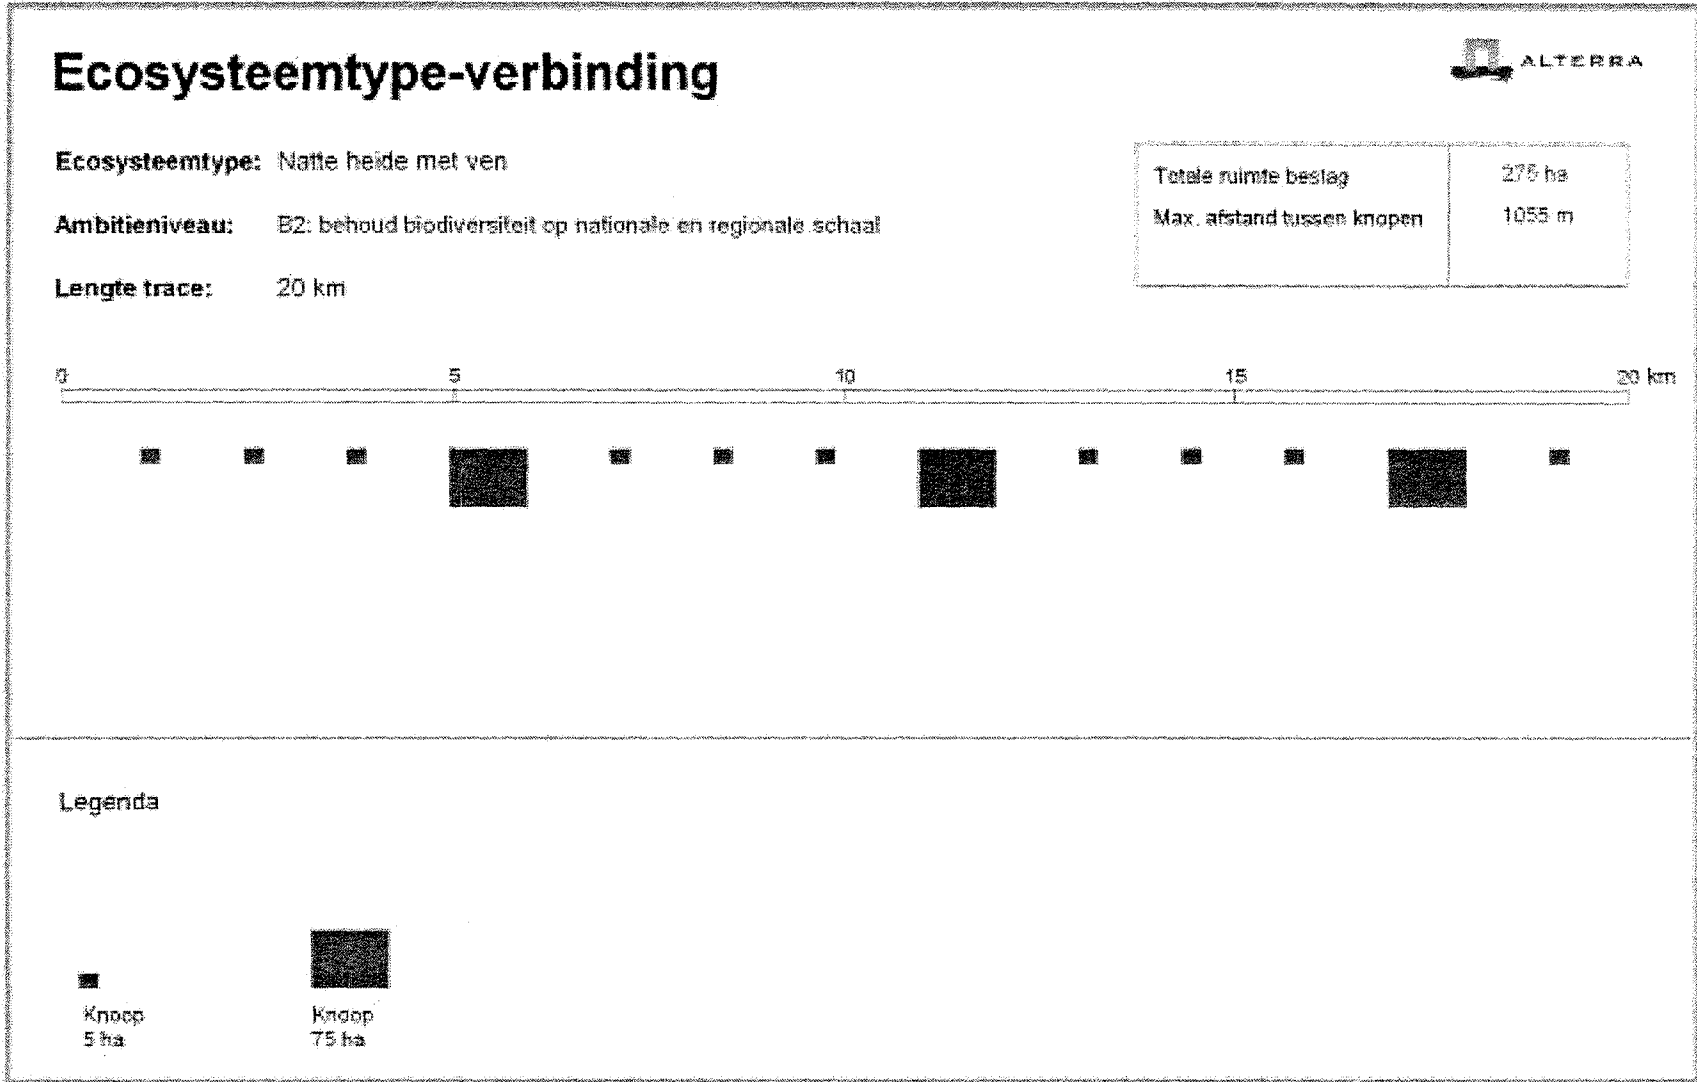 Ecosysteemtype-verbinding
ALTERRA
Ecosysteemtype: Natte heide met ven
Ambitieniveau: B2: behoud biodiversiteit op nationale en regionale schaal
Lengte trace: 20 km
Totale ruimte beslag 275 ha
Max. afstand tussen knopen 1055 m
0 5 10 15 20 km
Legenda
Knoop Knoop
5 ha 75 ha